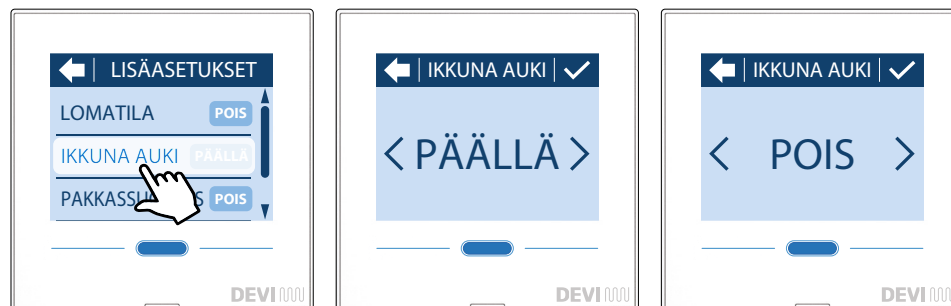 LISÄASETUKSET
LOMATILA POIS
IKKUNA AUKI PÄÄLLÄ
POIS
DEVI
IKKUNA AUKI
PÄÄLLÄ
DEVI
IKKUNA AUKI
POIS
DEVI